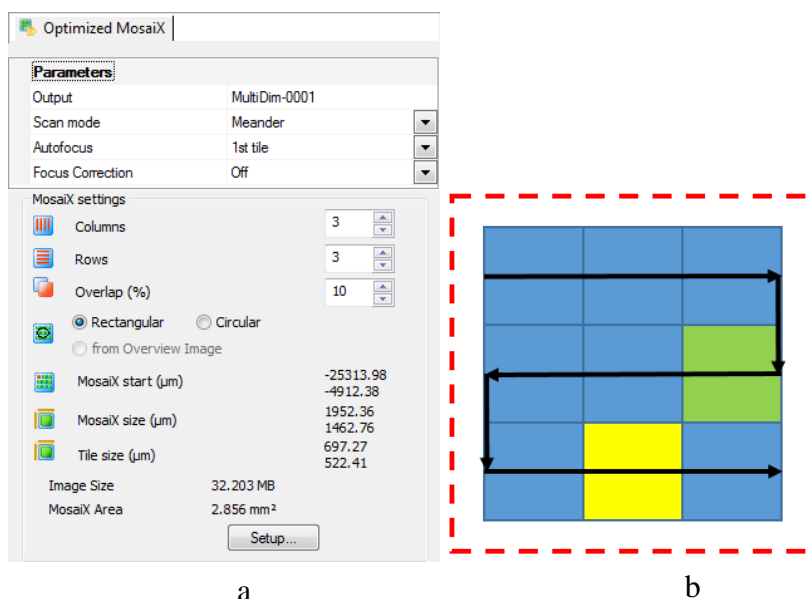 Optimized MosaiX
Parameters
Output MultiDim-0001
Scan mode Meander
Autofocus 1st tile
Focus Correction Off
MosaiX settings
Columns 3
Rows 3
Overlap (%) 10
Rectangular Circular
from Overview Image
MosaiX start (µm) -25313.98
-4912.38
MosaiX size (µm) 1952.36
1462.76
Tile size (µm) 697.27
522.41
Image Size 32.203 MB
MosaiX Area 2.856 mm²
Setup...
a
b